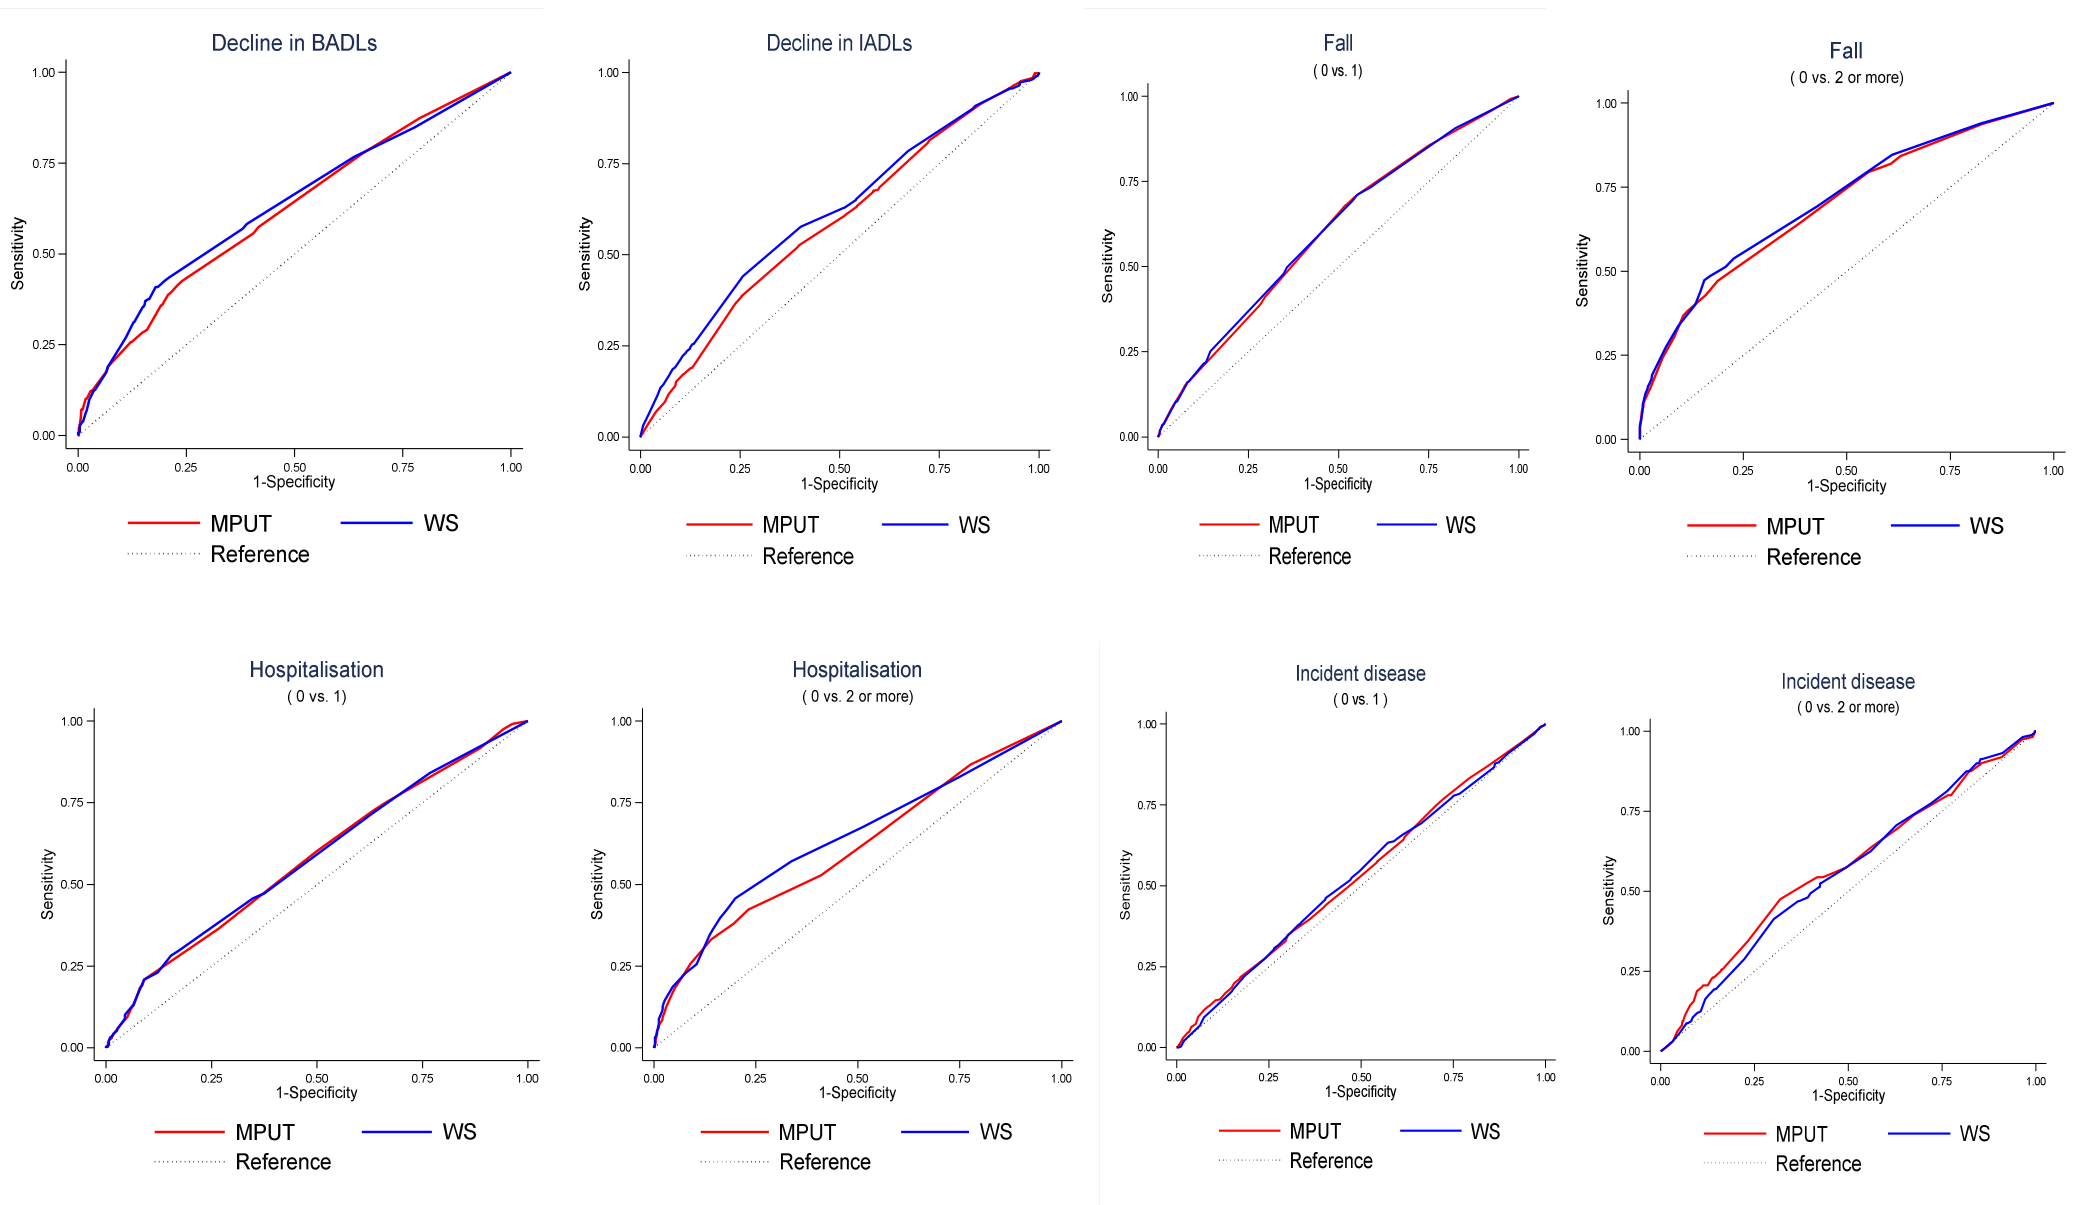 Decline in BADLs
1.00
0.75
0.50
0.25
0.00
Sensitivity
0.00 0.25 0.50 0.75 1.00
1-Specificity
MPUT WS
Reference
Decline in IADLs
1.00
0.75
0.50
0.25
0.00
Sensitivity
0.00 0.25 0.50 0.75 1.00
1-Specificity
MPUT WS
Reference
Fall
( 0 vs. 1)
1.00
0.75
0.50
0.25
0.00
Sensitivity
0.00 0.25 0.50 0.75 1.00
1-Specificity
MPUT WS
Reference
Fall
( 0 vs. 2 or more)
1.00
0.75
0.50
0.25
0.00
Sensitivity
0.00 0.25 0.50 0.75 1.00
1-Specificity
MPUT WS
Reference
Hospitalisation
( 0 vs. 1)
1.00
0.75
0.50
0.25
0.00
Sensitivity
0.00 0.25 0.50 0.75 1.00
1-Specificity
MPUT WS
Reference
Hospitalisation
( 0 vs. 2 or more)
1.00
0.75
0.50
0.25
0.00
Sensitivity
0.00 0.25 0.50 0.75 1.00
1-Specificity
MPUT WS
Reference
Incident disease
( 0 vs. 1 )
1.00
0.75
0.50
0.25
0.00
Sensitivity
0.00 0.25 0.50 0.75 1.00
1-Specificity
MPUT WS
Reference
Incident disease
( 0 vs. 2 or more)
1.00
0.75
0.50
0.25
0.00
Sensitivity
0.00 0.25 0.50 0.75 1.00
1-Specificity
MPUT WS
Reference